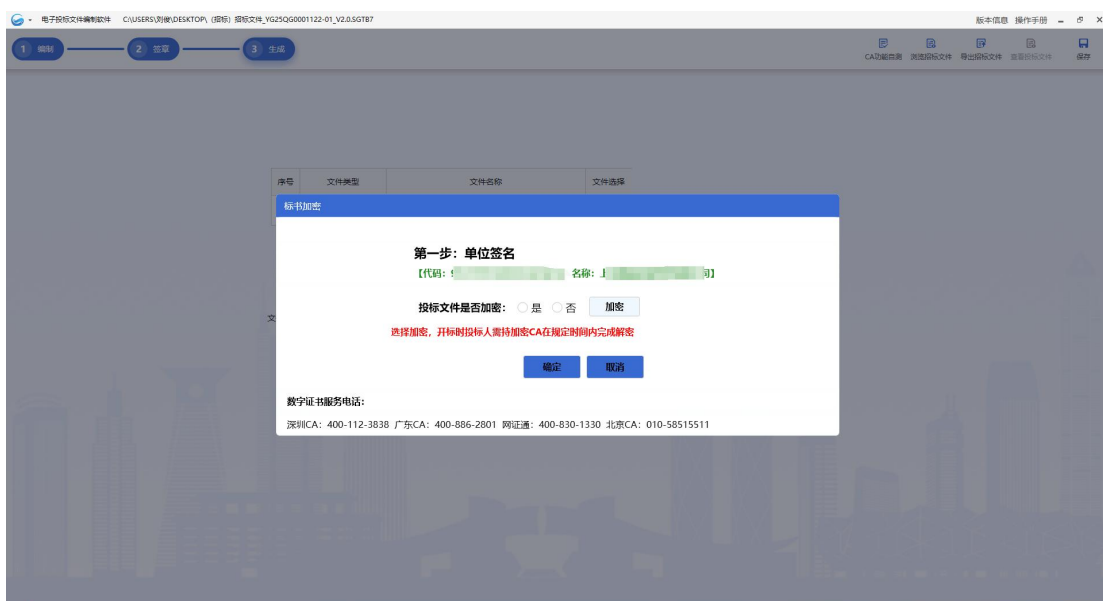 电子投标文件编制软件 C:\USERS\刘俊\DESKTOP\(招标) 招标文件_YG25QG0001122-01_V2.0.SGTB7 版本信息 操作手册
1 编制 2 签章 3 生成
CA功能自测 浏览招标文件 导出招标文件 查看投标文件 保存
序号 文件类型 文件名称 文件选择
标书加密
第一步：单位签名
【代码： 名称：上 司】
文
投标文件是否加密： 是 否 加密
选择加密，开标时投标人需持加密CA在规定时间内完成解密
确定 取消
数字证书服务电话：
深圳CA：400-112-3838 广东CA：400-886-2801 网证通：400-830-1330 北京CA：010-58515511